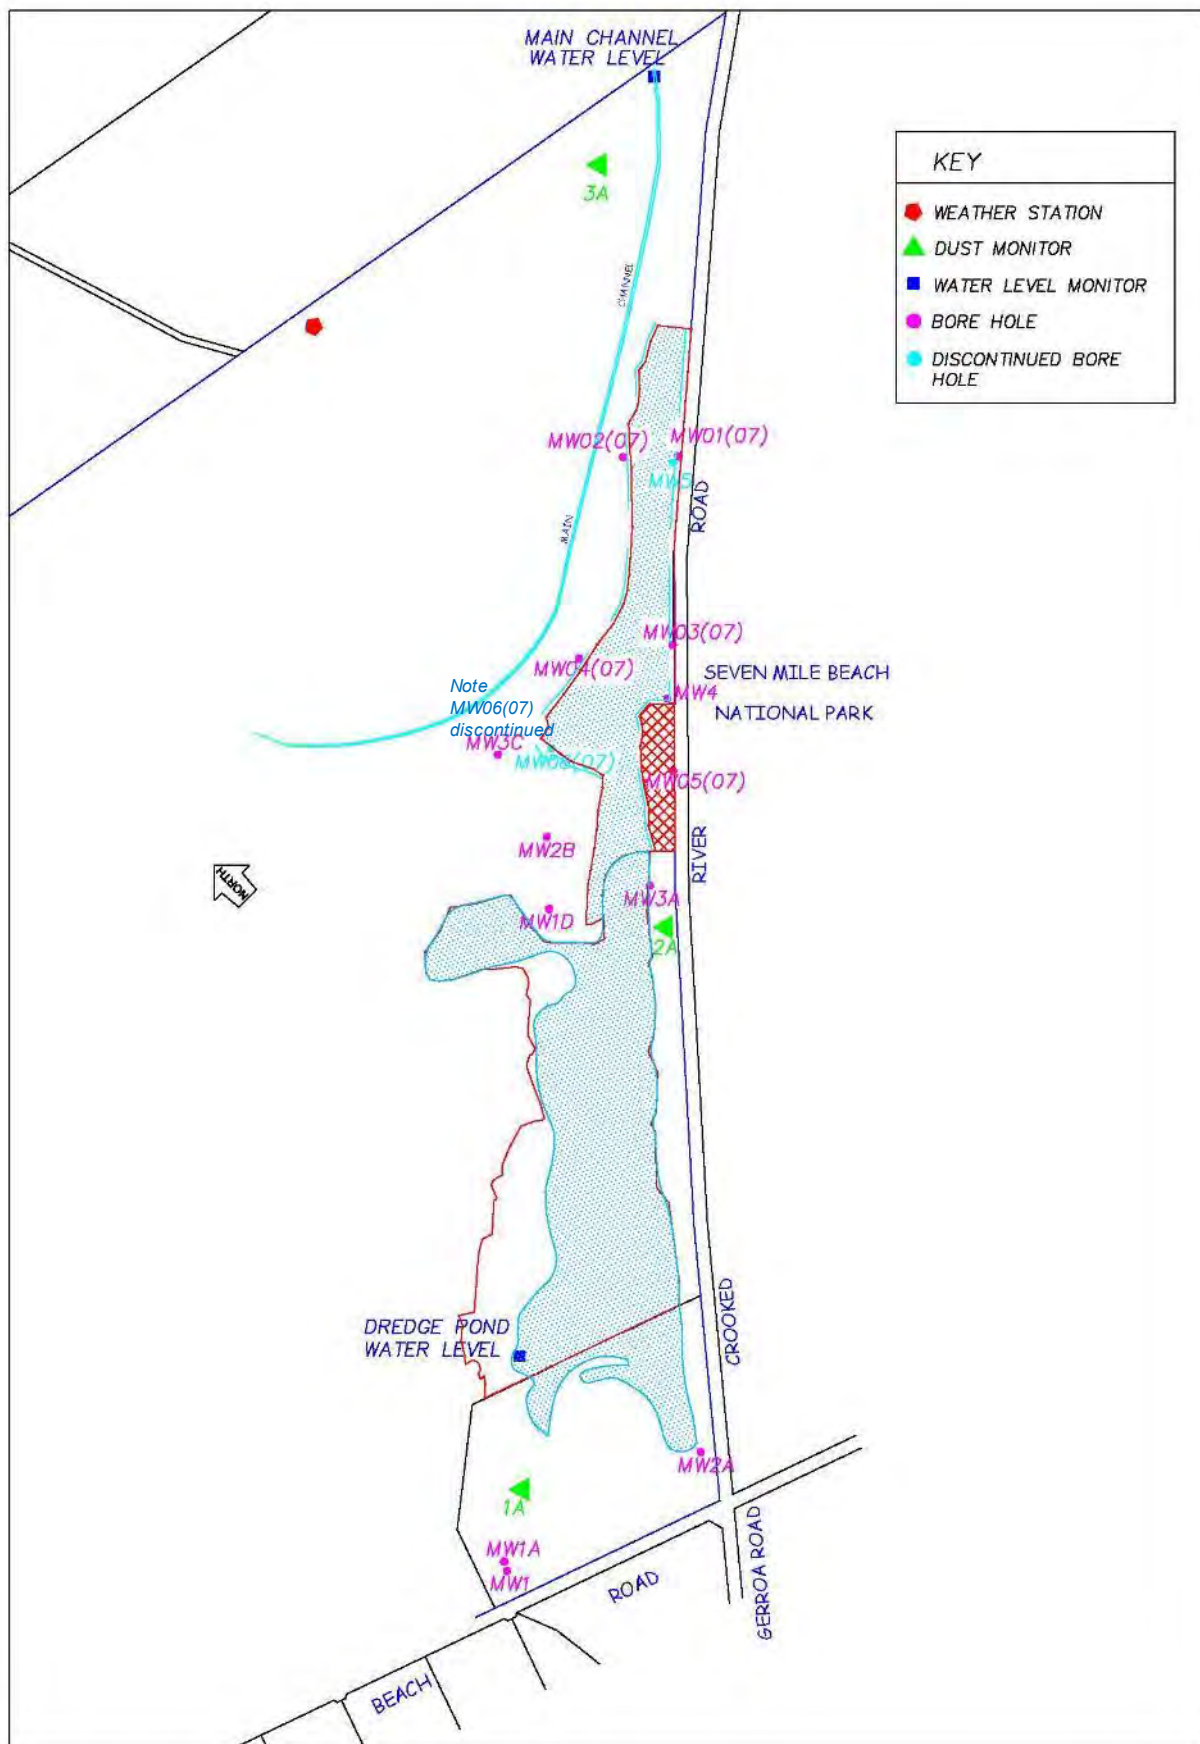 MAIN CHANNEL
WATER LEVEL
3A
KEY
WEATHER STATION
DUST MONITOR
WATER LEVEL MONITOR
BORE HOLE
DISCONTINUED BORE
HOLE
CHANNEL
MAIN
MW02(07)
MW01(07)
MW5
ROAD
MW03(07)
MW04(07)
SEVEN MILE BEACH
NATIONAL PARK
MW4
Note
MW06(07)
discontinued
MW3C
MW06(07)
MW05(07)
MW2B
RIVER
NORTH
MW3A
MW1D
2A
DREDGE POND
WATER LEVEL
CROOKED
MW2A
1A
MW1A
MW1
ROAD
GERROA ROAD
BEACH